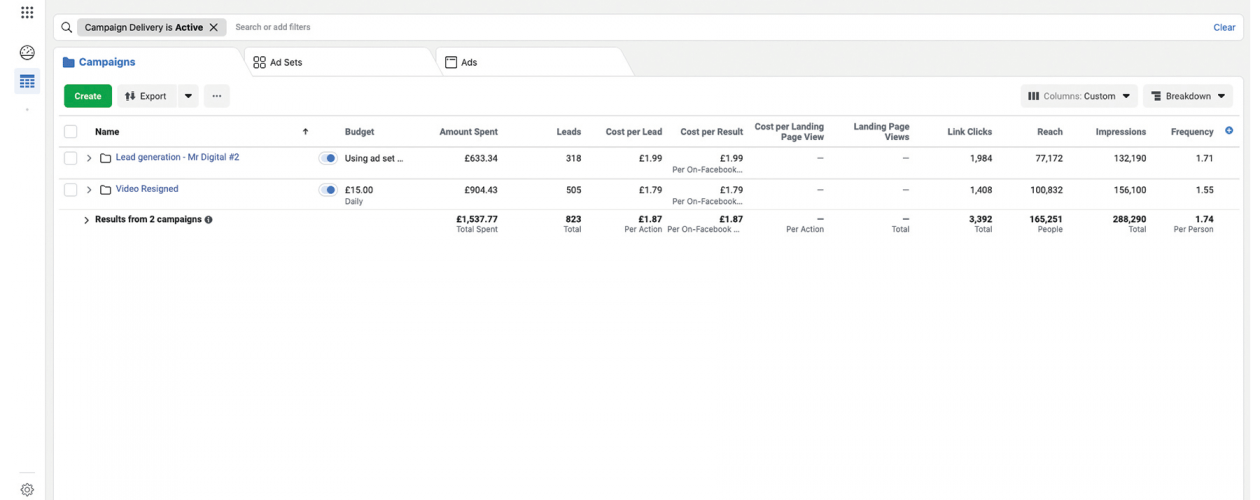 Campaign Delivery is Active
Search or add filters
Clear
Campaigns
Ad Sets
Ads
Create
Export
Columns: Custom
Breakdown
Name Budget Amount Spent Leads Cost per Lead Cost per Result Cost per Landing Page View Landing Page Views Link Clicks Reach Impressions Frequency
Lead generation - Mr Digital #2 Using ad set ... £633.34 318 £1.99 £1.99 — — 1,984 77,172 132,190 1.71
Per On-Facebook...
Video Resigned £15.00 £904.43 505 £1.79 £1.79 — — 1,408 100,832 156,100 1.55
Daily Per On-Facebook...
Results from 2 campaigns £1,537.77 823 £1.87 £1.87 — — 3,392 165,251 288,290 1.74
Total Spent Total Per Action Per On-Facebook ... Per Action Total Total People Total Per Person